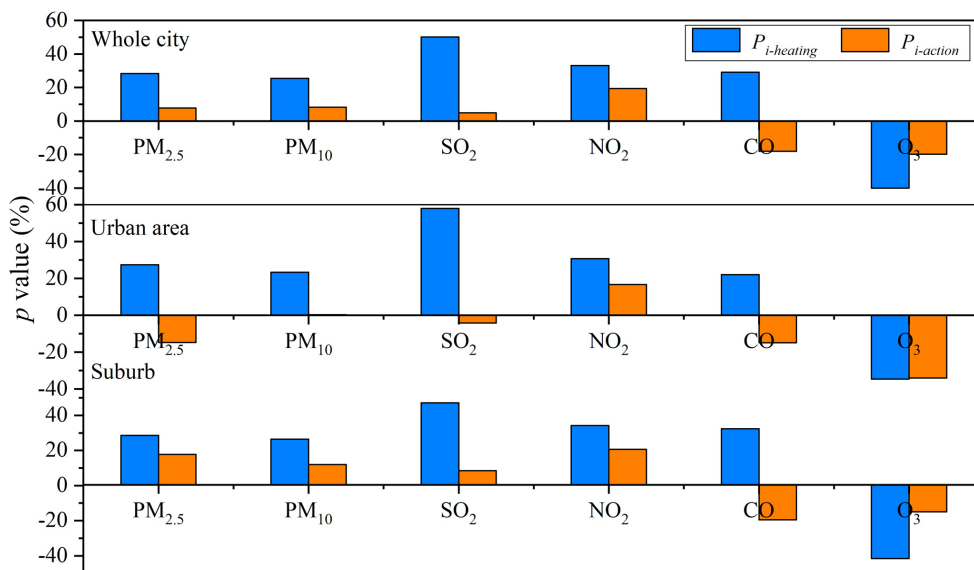 60
Whole city
P i-heating
P i-action
40
20
0
PM2.5 PM10 SO2 NO2 CO O3
-20
-40
60
Urban area
40
20
0
PM2.5 PM10 SO2 NO2 CO O3
-20
Suburb
-40
40
20
0
PM2.5 PM10 SO2 NO2 CO O3
-20
-40
p value (%)